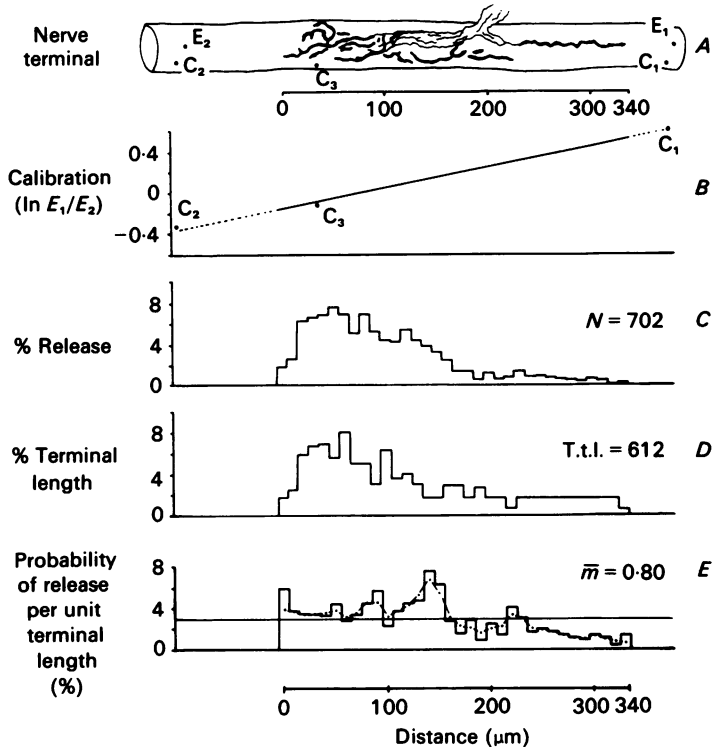 Nerve
terminal
E₂
C₂
C₃
E₁
C₁
A
0 100 200 300 340
Calibration
(ln E₁/E₂)
0·4
0
−0·4
C₂
C₃
C₁
B
% Release
8
4
0
N = 702
C
% Terminal
length
8
4
0
T.t.l. = 612
D
Probability
of release
per unit
terminal
length
(%)
8
4
0
m̅ = 0·80
E
0 100 200 300 340
Distance (μm)